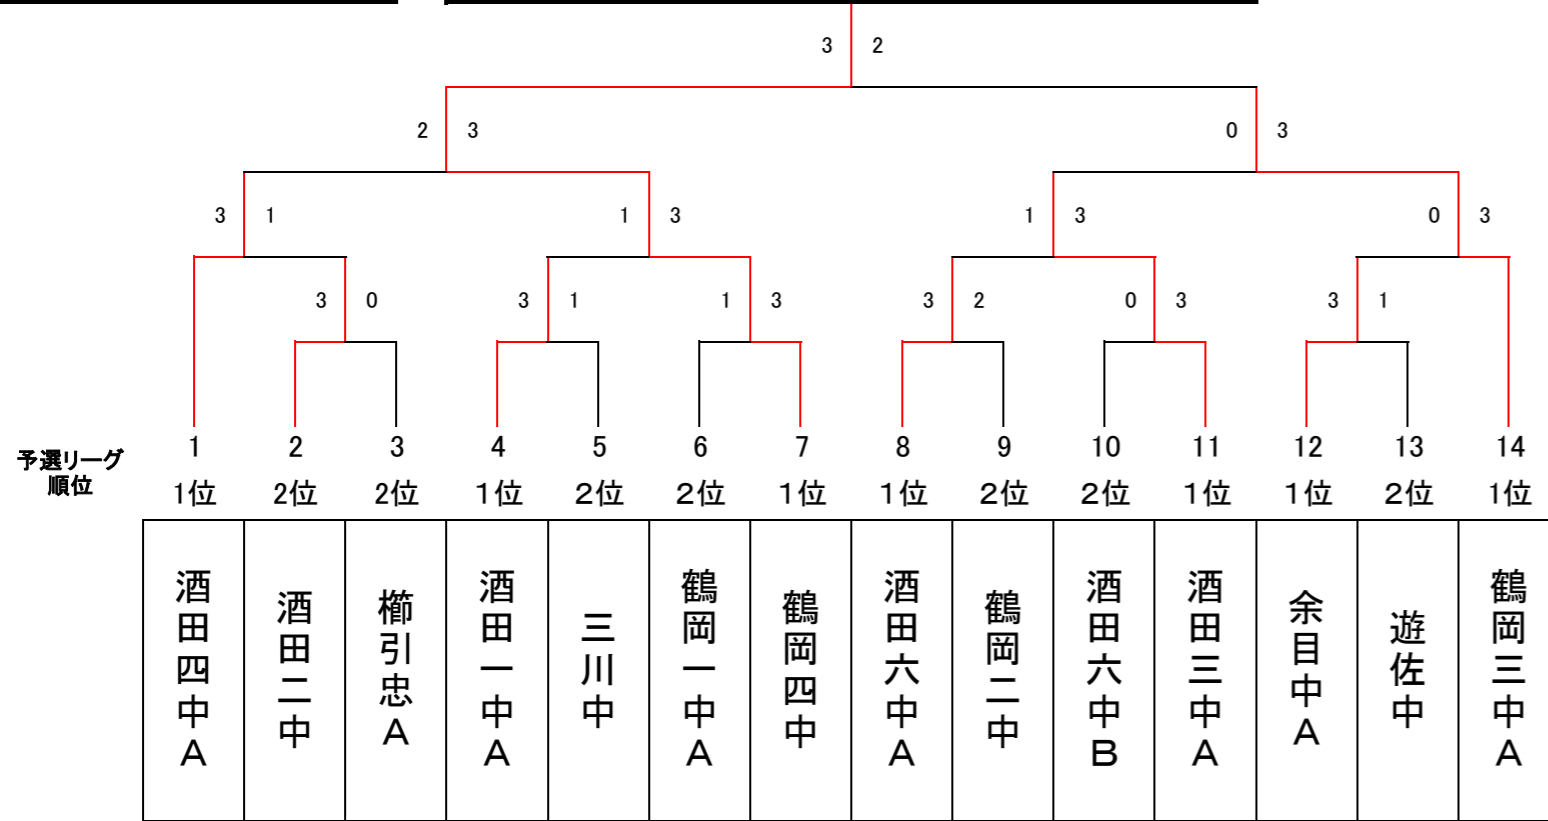 3 2
2 3 0 3
3 1 1 3 1 3 0 3
3 0 3 1 1 3 3 2 0 3 3 1
予選リーグ
順位
1 2 3 4 5 6 7 8 9 10 11 12 13 14
1位 2位 2位 1位 2位 2位 1位 1位 2位 2位 1位 1位 2位 1位
酒田四中A
酒田二中
櫛引忠A
酒田一中A
三川中
鶴岡一中A
鶴岡四中
酒田六中A
鶴岡二中
酒田六中B
酒田三中A
余目中A
遊佐中
鶴岡三中A